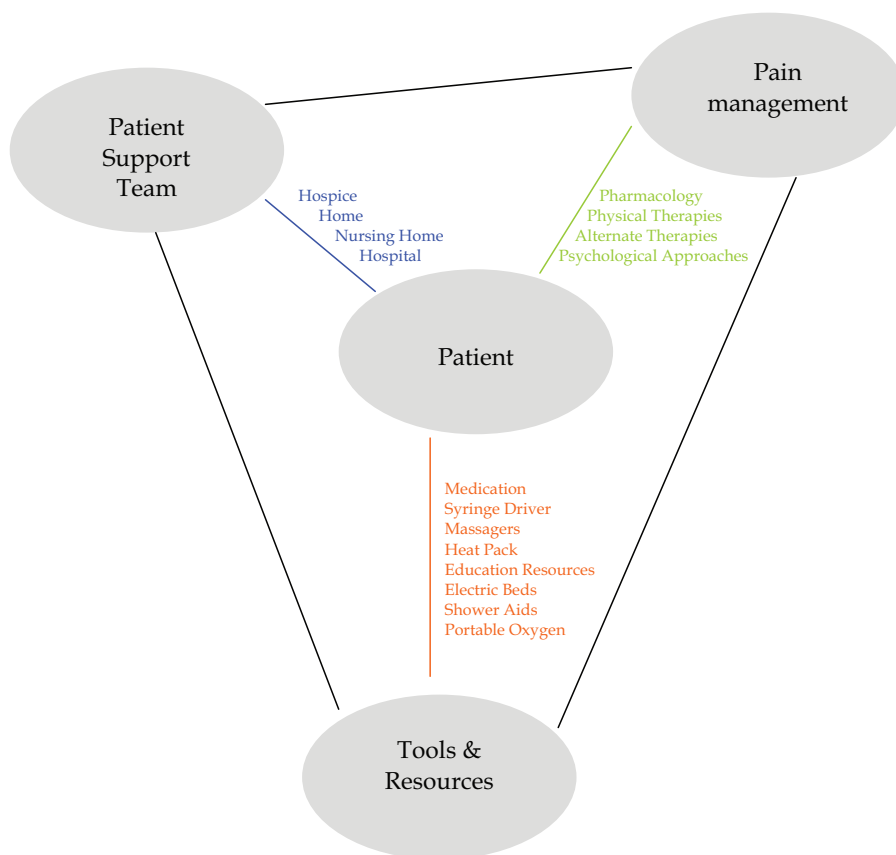 Pain
management
Patient
Support
Team
Hospice
Home
Nursing Home
Hospital
Pharmacology
Physical Therapies
Alternate Therapies
Psychological Approaches
Patient
Medication
Syringe Driver
Massagers
Heat Pack
Education Resources
Electric Beds
Shower Aids
Portable Oxygen
Tools &
Resources